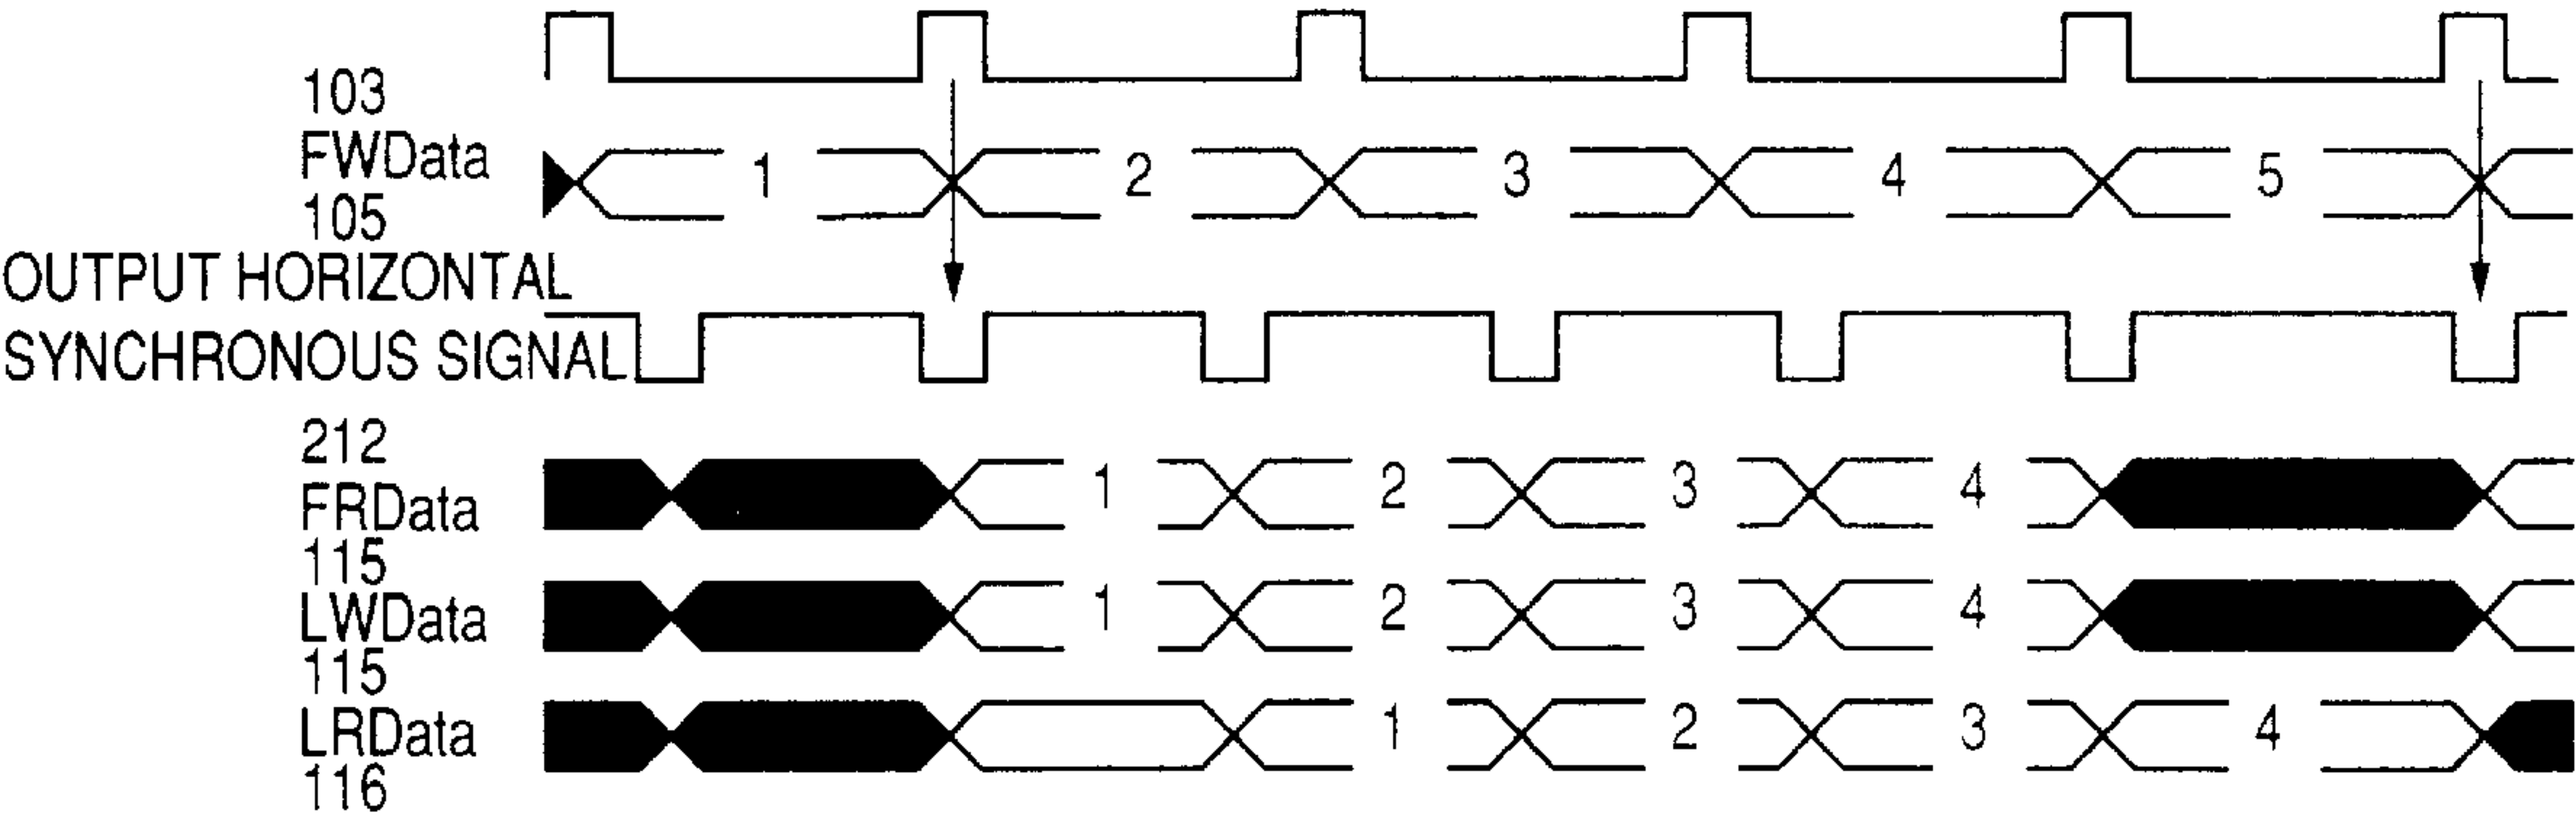 103
FWData 1 2 3 4 5
105
OUTPUT HORIZONTAL
SYNCHRONOUS SIGNAL
212
FRData 1 2 3 4
115
LWData 1 2 3 4
115
LRData 1 2 3 4
116